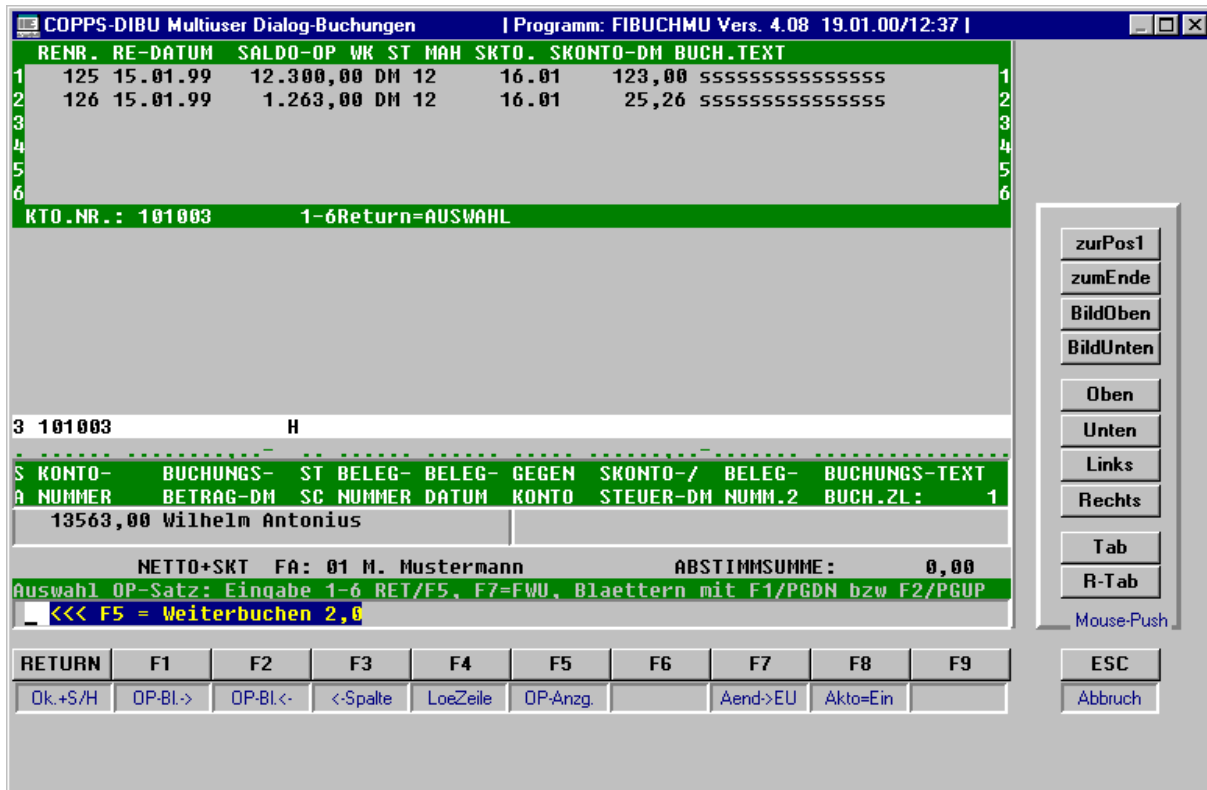 COPPS-DIBU Multiuser Dialog-Buchungen | Programm: FIBUCHMU Vers. 4.08 19.01.00/12:37 |
RENR. RE-DATUM SALDO-OP WK ST MAH SKTO. SKONTO-DM BUCH.TEXT
1 125 15.01.99 12.300,00 DM 12 16.01 123,00 sssssssssssssss 1
2 126 15.01.99 1.263,00 DM 12 16.01 25,26 sssssssssssssss 2
3 3
4 4
5 5
6 6
KTO.NR.: 101003 1-6Return=AUSWAHL
3 101003 H
S KONTO- BUCHUNGS- ST BELEG- BELEG- GEGEN SKONTO-/ BELEG- BUCHUNGS-TEXT
A NUMMER BETRAG-DM SC NUMMER DATUM KONTO STEUER-DM NUMM.2 BUCH.ZL: 1
13563,00 Wilhelm Antonius
NETTO+SKT FA: 01 M. Mustermann ABSTIMMSUMME: 0,00
Auswahl OP-Satz: Eingabe 1-6 RET/F5, F7=FWU, Blaettern mit F1/PGDN bzw F2/PGUP
_ <<< F5 = Weiterbuchen 2,0
zurPos1
zumEnde
BildOben
BildUnten
Oben
Unten
Links
Rechts
Tab
R-Tab
Mouse-Push
RETURN F1 F2 F3 F4 F5 F6 F7 F8 F9 ESC
Ok.+S/H OP-Bl.-> OP-Bl.<- <-Spalte LoeZeile OP-Anzg. Aend->EU Akto=Ein Abbruch